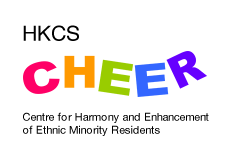 HKCS
CHEER
Centre for Harmony and Enhancement
of Ethnic Minority Residents